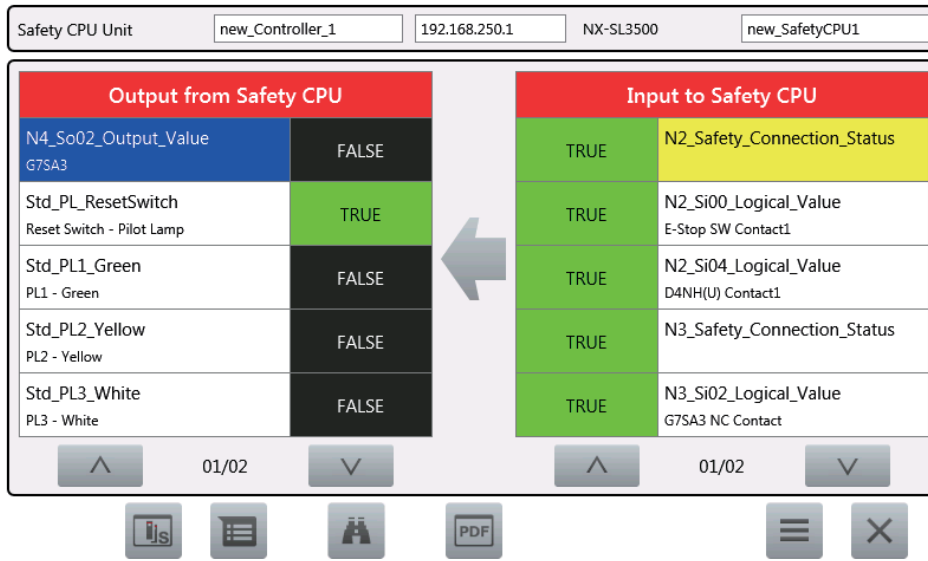 Safety CPU Unit new_Controller_1 192.168.250.1 NX-SL3500 new_SafetyCPU1
Output from Safety CPU
N4_So02_Output_Value FALSE
G7SA3
Std_PL_ResetSwitch TRUE
Reset Switch - Pilot Lamp
Std_PL1_Green FALSE
PL1 - Green
Std_PL2_Yellow FALSE
PL2 - Yellow
Std_PL3_White FALSE
PL3 - White
01/02
Input to Safety CPU
TRUE N2_Safety_Connection_Status
TRUE N2_Si00_Logical_Value
E-Stop SW Contact1
TRUE N2_Si04_Logical_Value
D4NH(U) Contact1
TRUE N3_Safety_Connection_Status
TRUE N3_Si02_Logical_Value
G7SA3 NC Contact
01/02
PDF